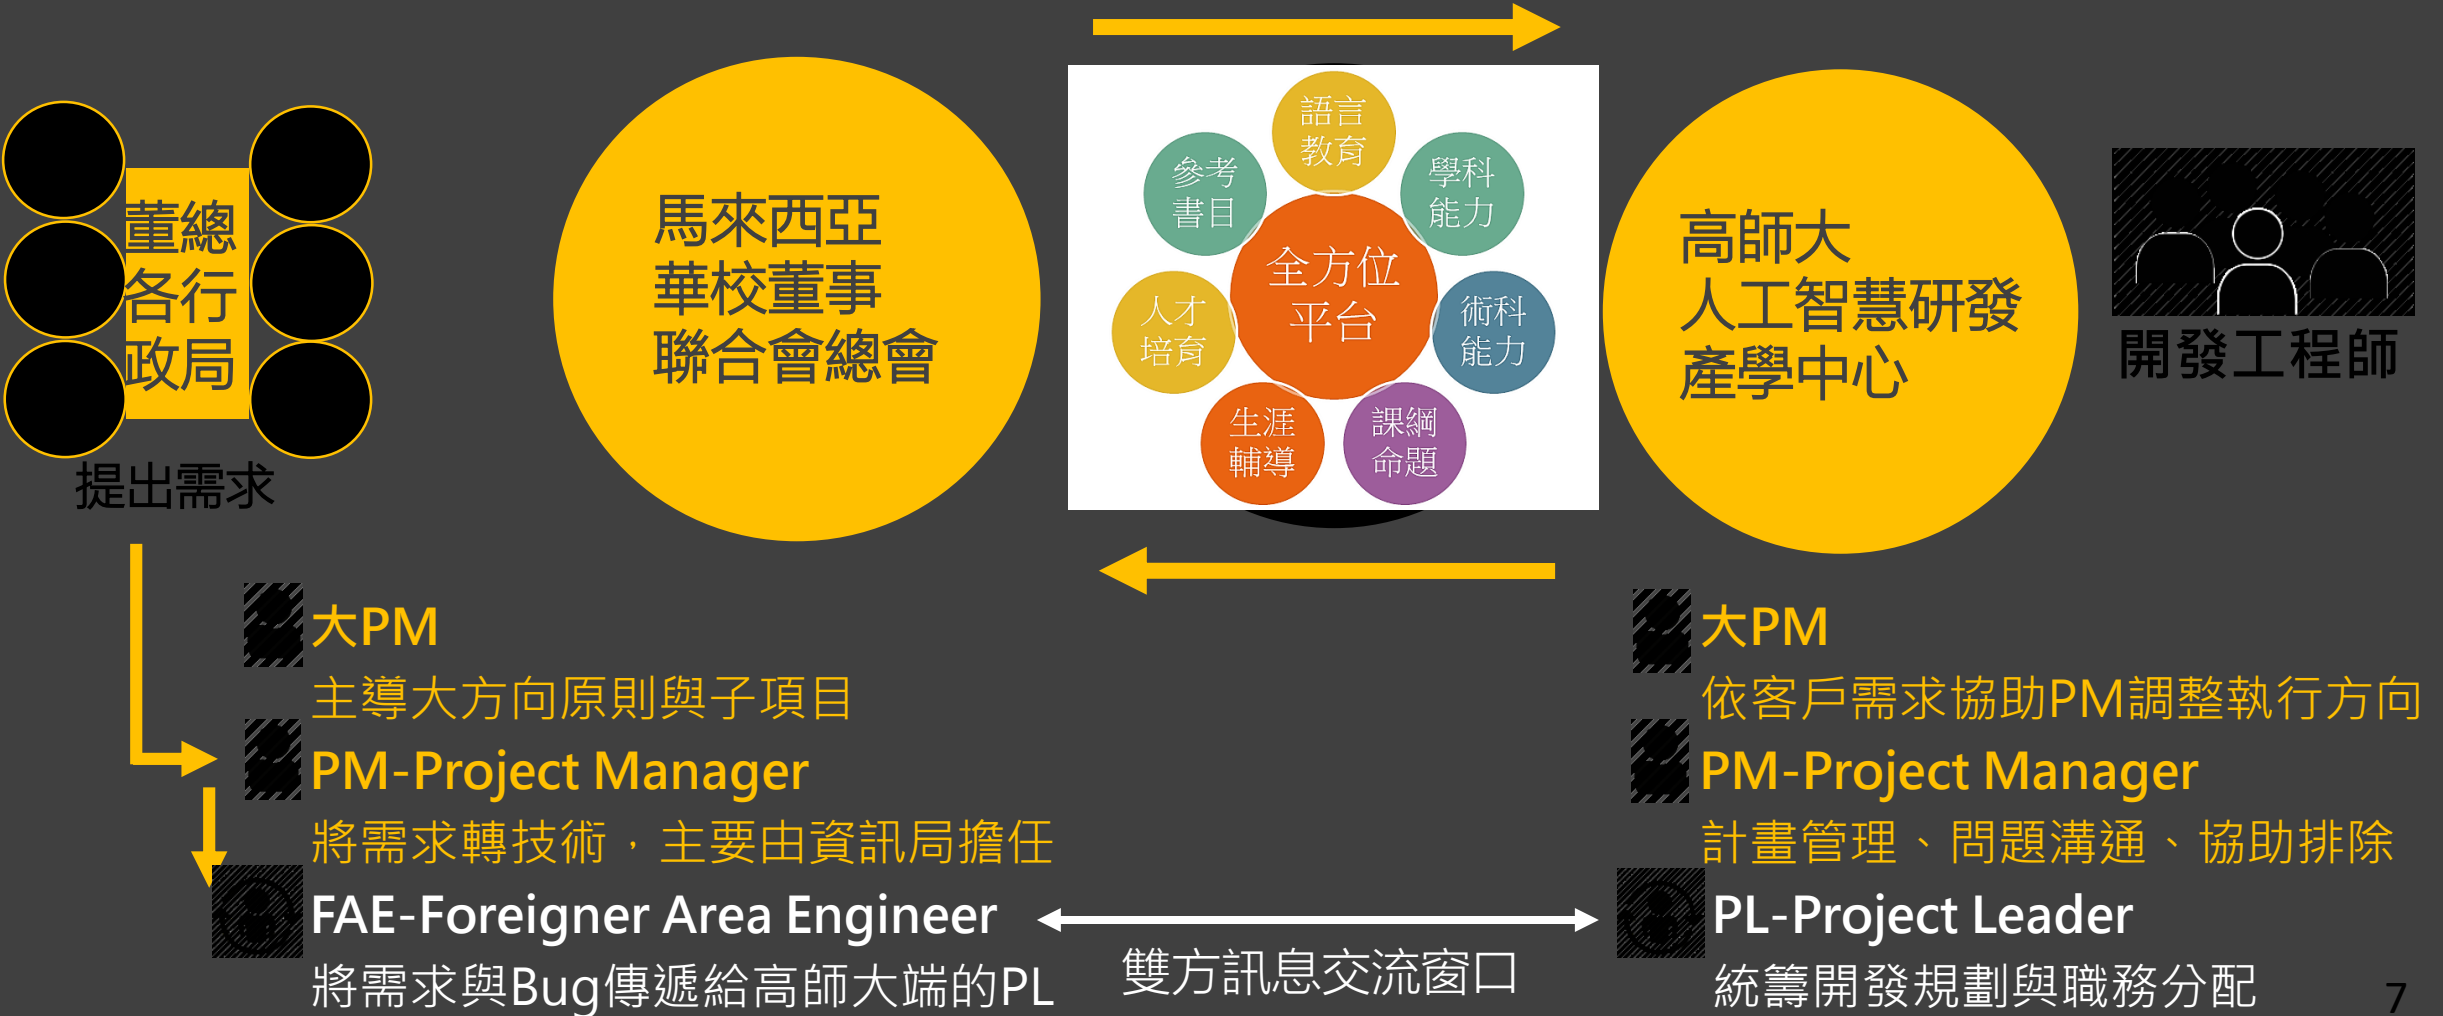 董總
各行
政局
提出需求
馬來西亞
華校董事
聯合會總會
語言
教育
參考
書目
學科
能力
全方位
平台
人才
培育
術科
能力
生涯
輔導
課綱
命題
高師大
人工智慧研發
產學中心
開發工程師
大PM
主導大方向原則與子項目
PM-Project Manager
將需求轉技術，主要由資訊局擔任
FAE-Foreigner Area Engineer
將需求與Bug傳遞給高師大端的PL
雙方訊息交流窗口
大PM
依客戶需求協助PM調整執行方向
PM-Project Manager
計畫管理、問題溝通、協助排除
PL-Project Leader
統籌開發規劃與職務分配
7